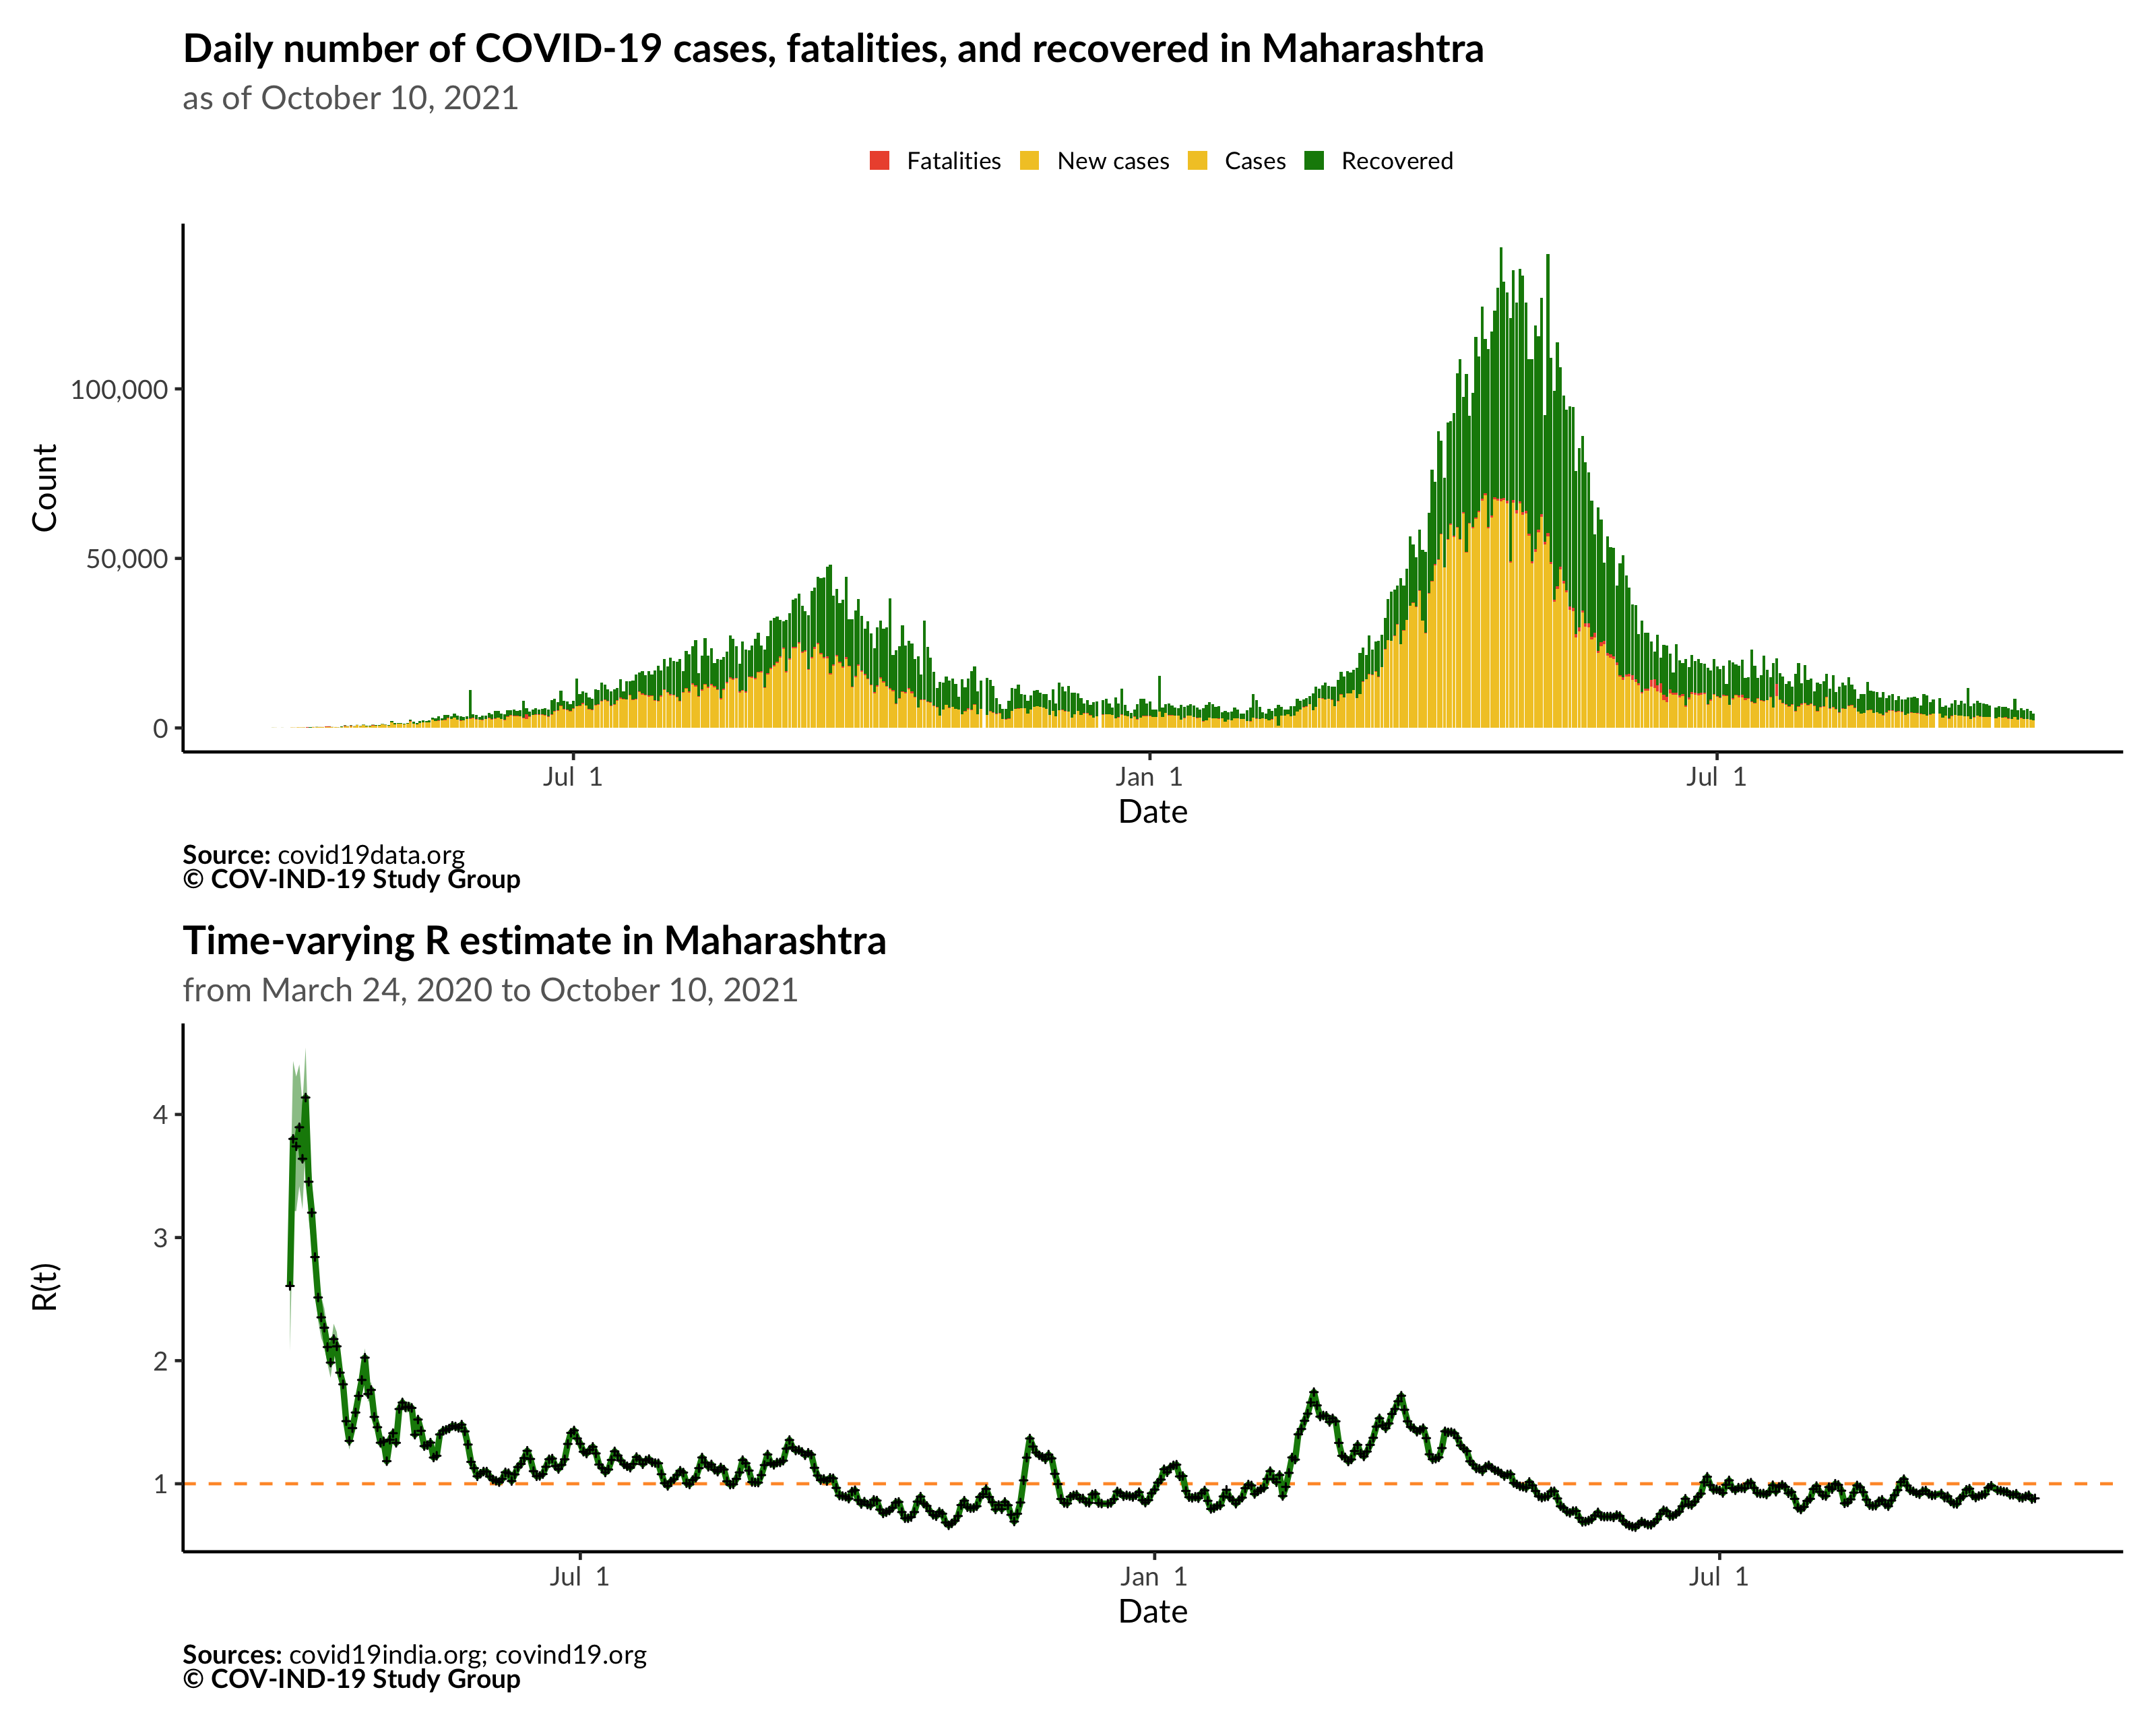 Daily number of COVID-19 cases, fatalities, and recovered in Maharashtra
as of October 10, 2021
Fatalities New cases Cases Recovered
Count
100,000
50,000
0
Jul 1 Jan 1 Jul 1
Date
Source: covid19data.org
© COV-IND-19 Study Group
Time-varying R estimate in Maharashtra
from March 24, 2020 to October 10, 2021
R(t)
4
3
2
1
Jul 1 Jan 1 Jul 1
Date
Sources: covid19india.org; covind19.org
© COV-IND-19 Study Group